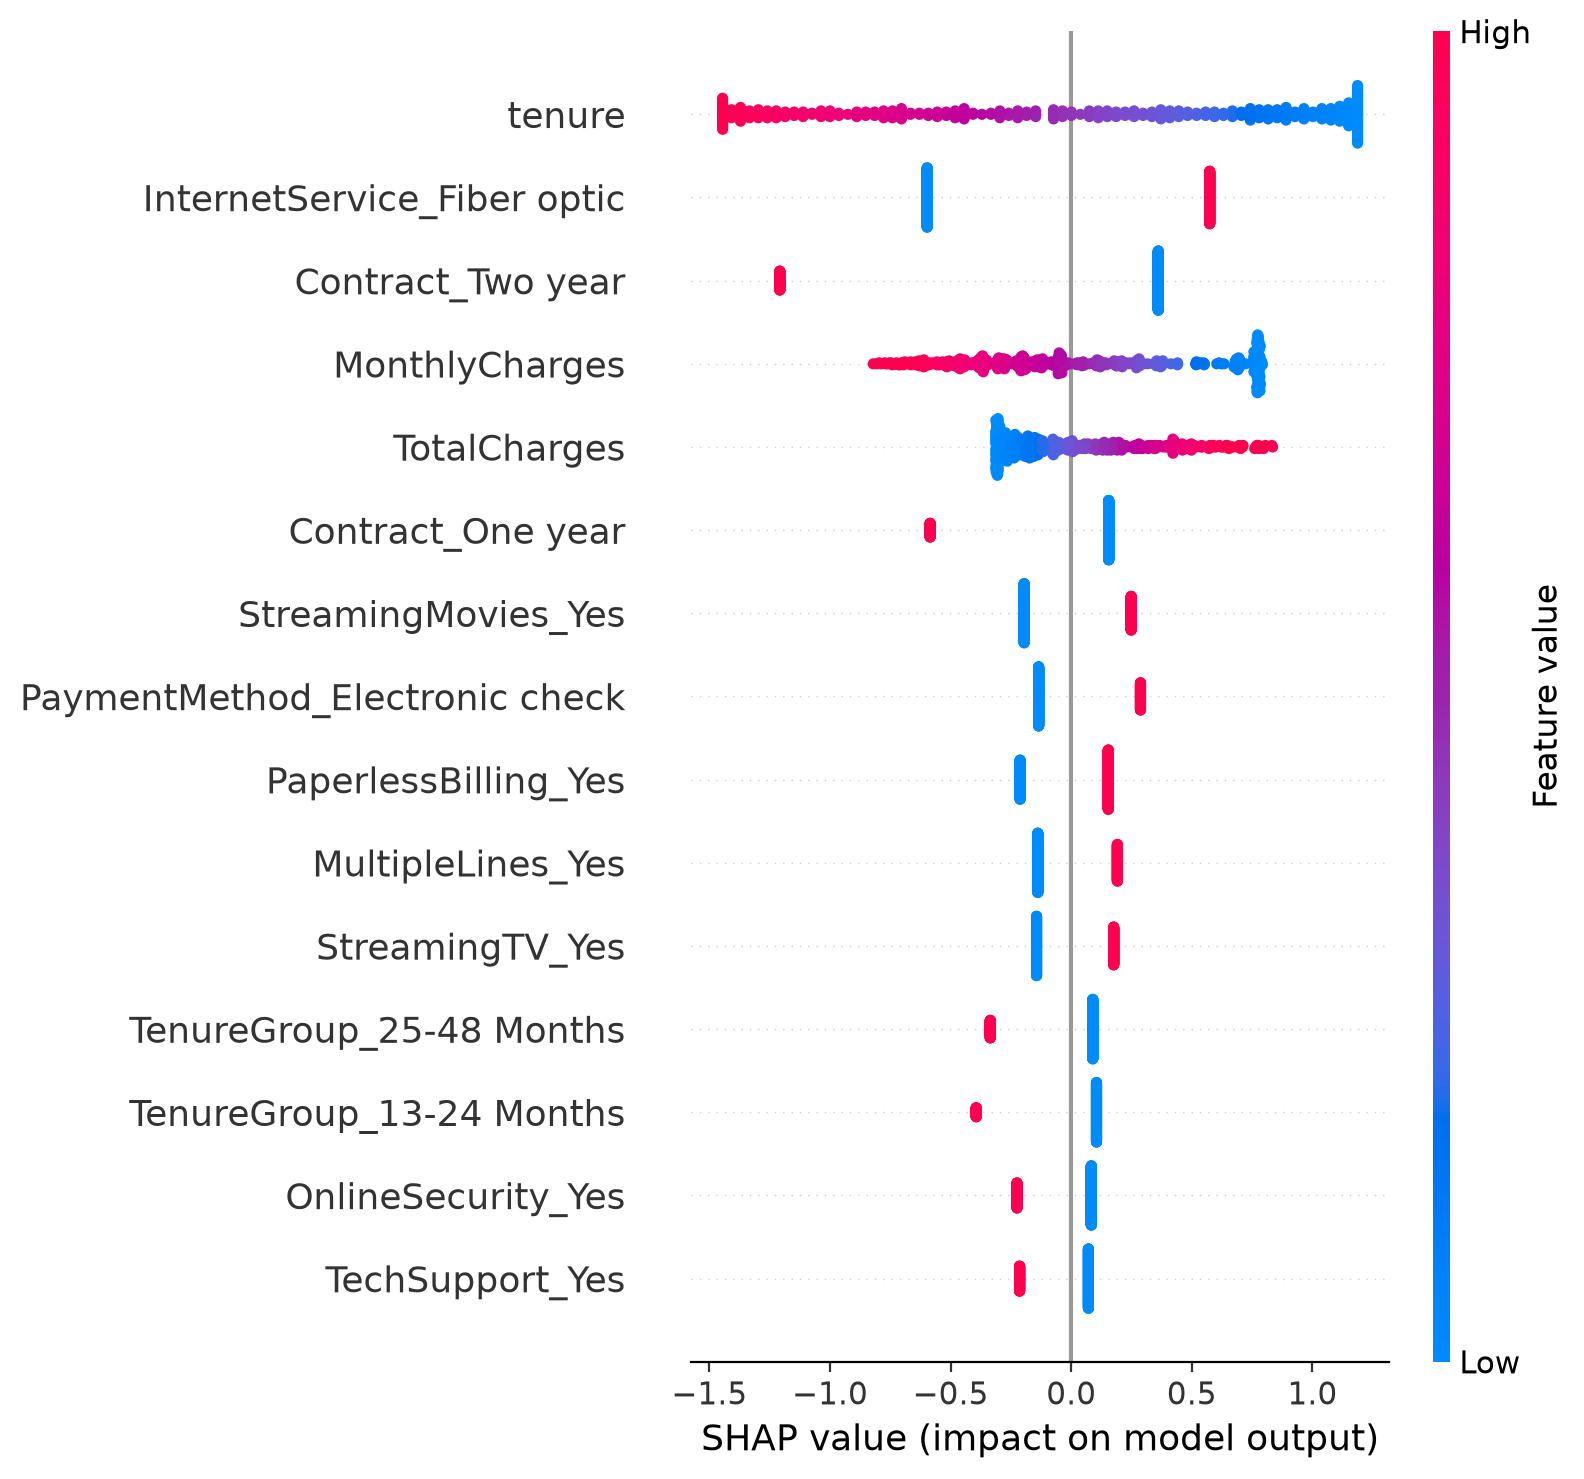 High
tenure
InternetService_Fiber optic
Contract_Two year
MonthlyCharges
TotalCharges
Contract_One year
StreamingMovies_Yes
PaymentMethod_Electronic check
PaperlessBilling_Yes
MultipleLines_Yes
StreamingTV_Yes
TenureGroup_25-48 Months
TenureGroup_13-24 Months
OnlineSecurity_Yes
TechSupport_Yes
Feature value
Low
−1.5 −1.0 −0.5 0.0 0.5 1.0
SHAP value (impact on model output)